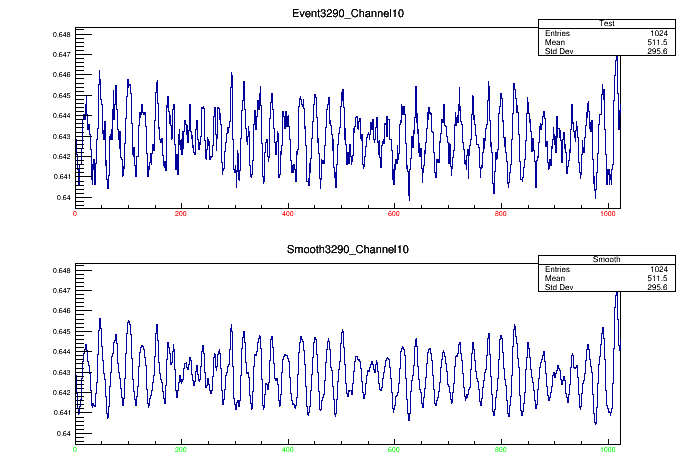 Event3290_Channel10
Test
Entries 1024
Mean 511.5
Std Dev 295.6
0.648
0.647
0.646
0.645
0.644
0.643
0.642
0.641
0.64
0 200 400 600 800 1000
Smooth3290_Channel10
Smooth
Entries 1024
Mean 511.5
Std Dev 295.6
0.648
0.647
0.646
0.645
0.644
0.643
0.642
0.641
0.64
0 200 400 600 800 1000